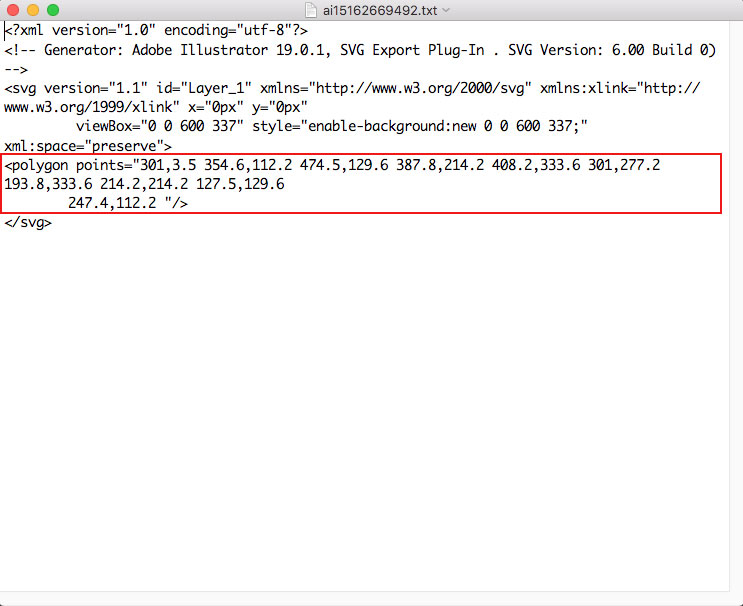 ai15162669492.txt
<?xml version="1.0" encoding="utf-8"?>
<!-- Generator: Adobe Illustrator 19.0.1, SVG Export Plug-In . SVG Version: 6.00 Build 0)
-->
<svg version="1.1" id="Layer_1" xmlns="http://www.w3.org/2000/svg" xmlns:xlink="http://
www.w3.org/1999/xlink" x="0px" y="0px"
viewBox="0 0 600 337" style="enable-background:new 0 0 600 337;"
xml:space="preserve">
<polygon points="301,3.5 354.6,112.2 474.5,129.6 387.8,214.2 408.2,333.6 301,277.2
193.8,333.6 214.2,214.2 127.5,129.6
247.4,112.2 "/>
</svg>